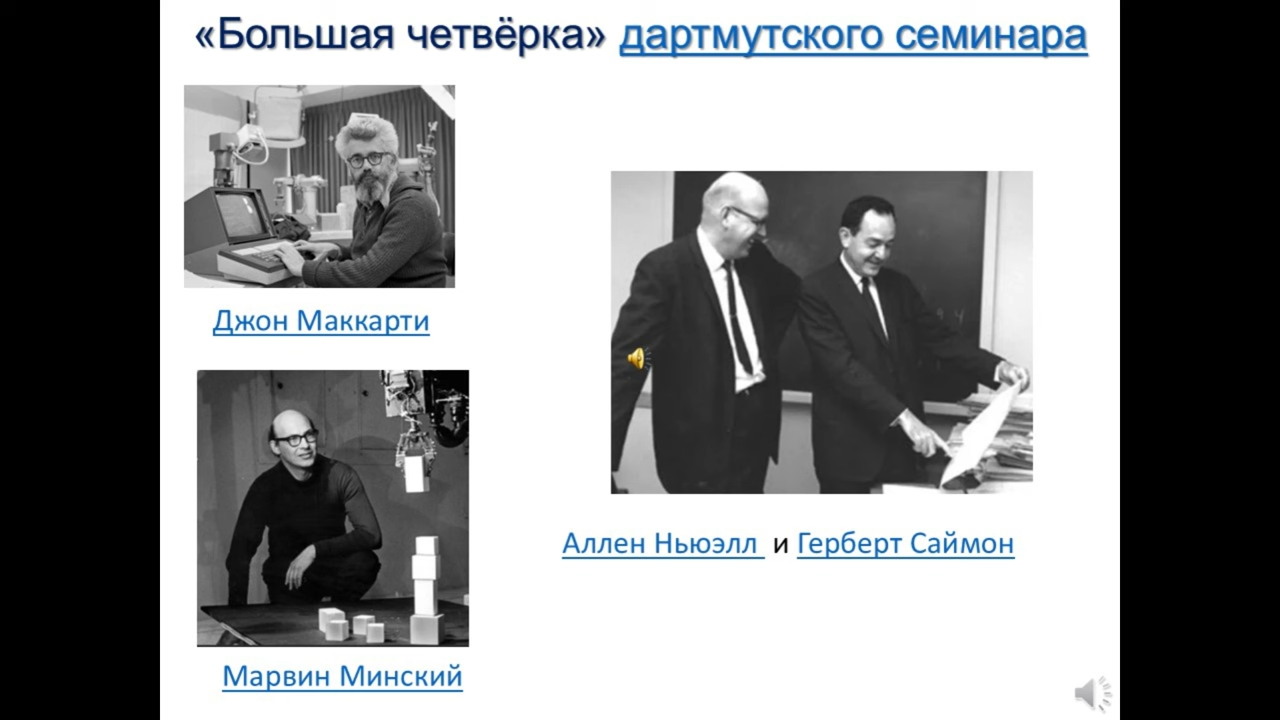 «Большая четвёрка» дартмутского семинара
Джон Маккарти
Аллен Ньюэлл и Герберт Саймон
Марвин Минский